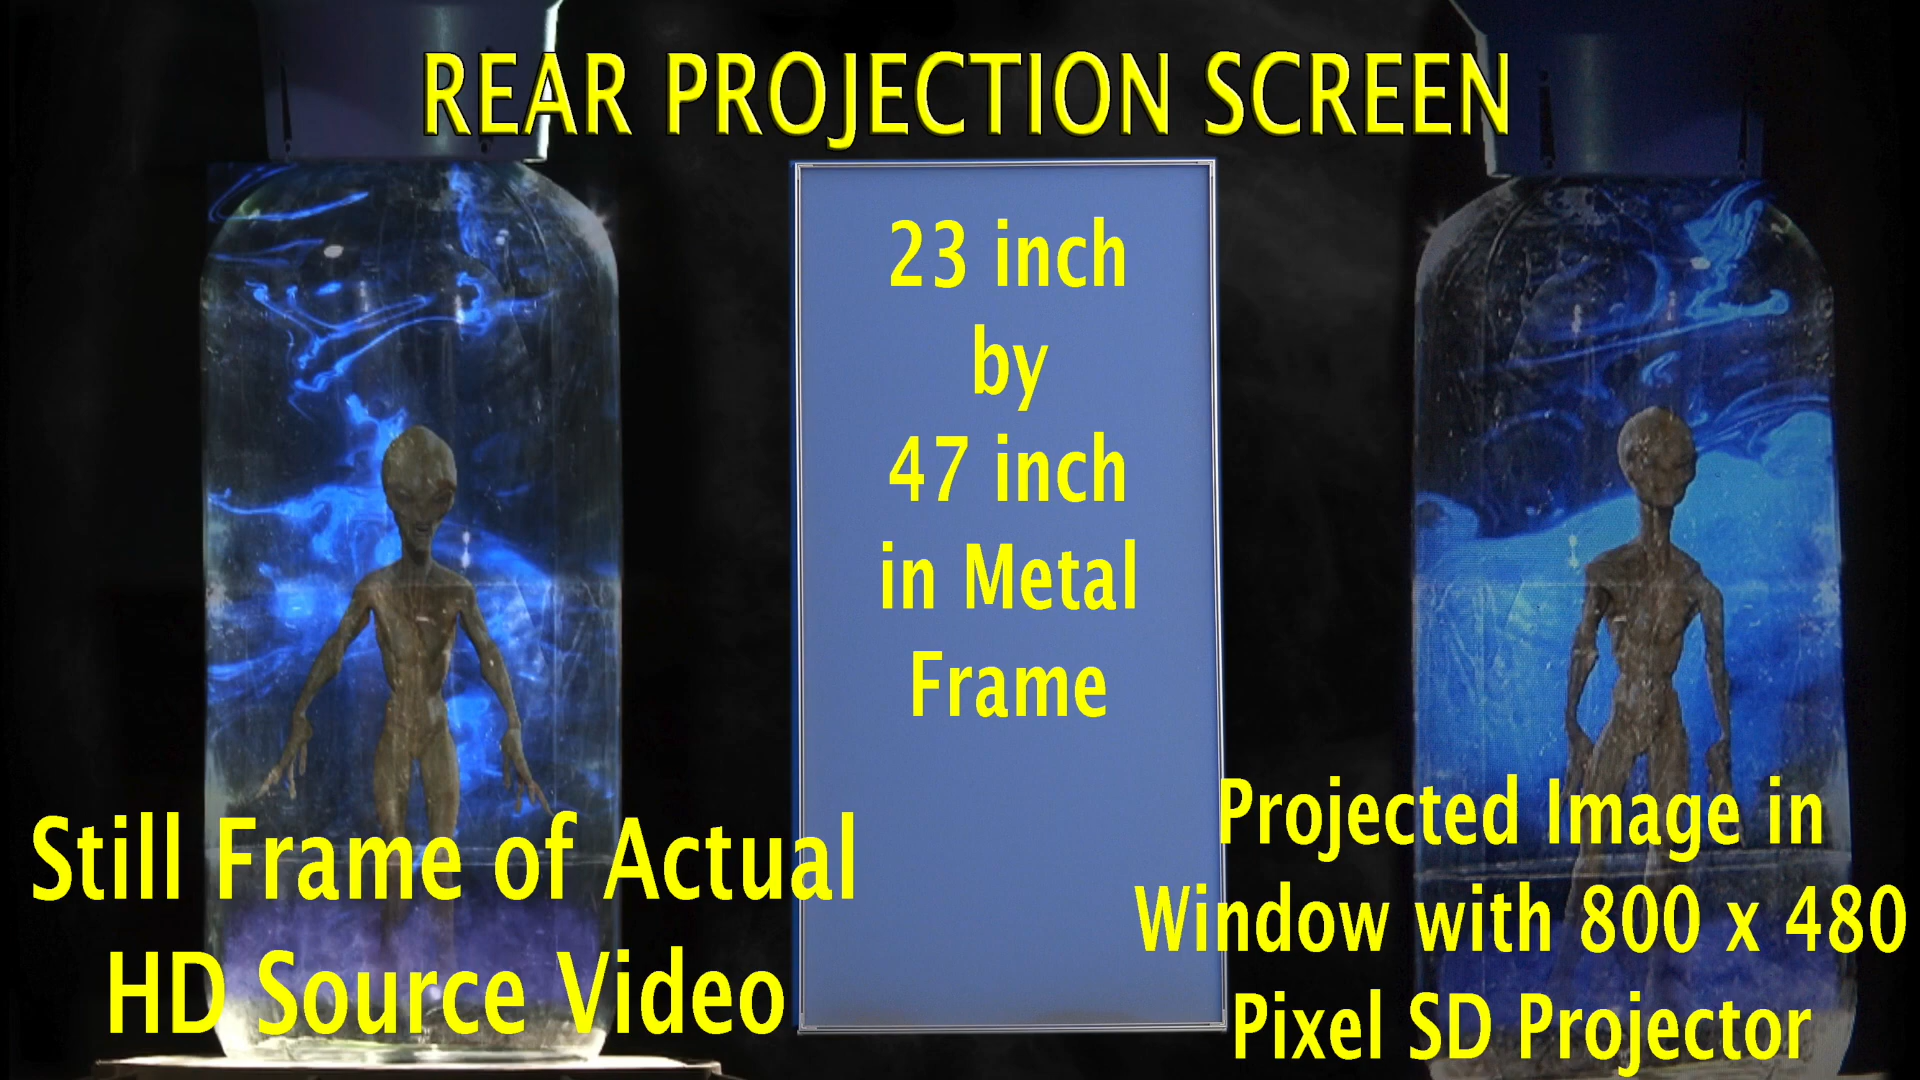 REAR PROJECTION SCREEN
23 inch
by
47 inch
in Metal
Frame
Still Frame of Actual
HD Source Video
Projected Image in
Window with 800 x 480
Pixel SD Projector